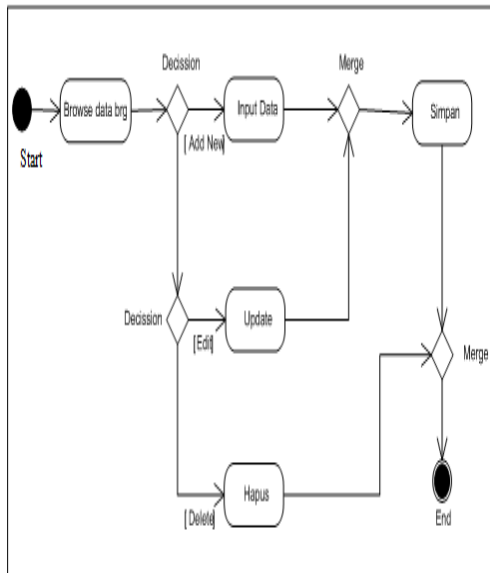 Decission
Merge
Browse data brg
Input Data
Simpan
[ Add New]
Start
Decission
Update
[Edit]
Merge
Hapus
[ Delete]
End